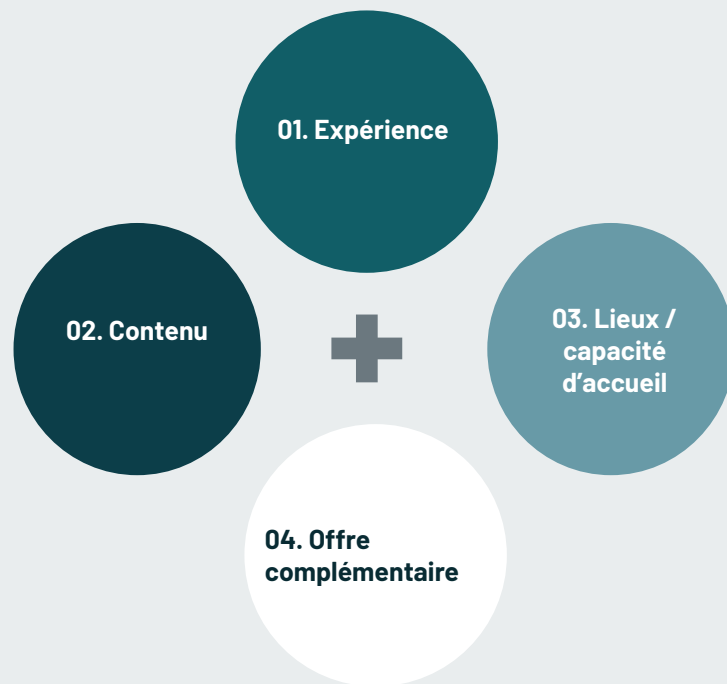 01. Expérience
02. Contenu
03. Lieux /
capacité
d’accueil
04. Offre
complémentaire